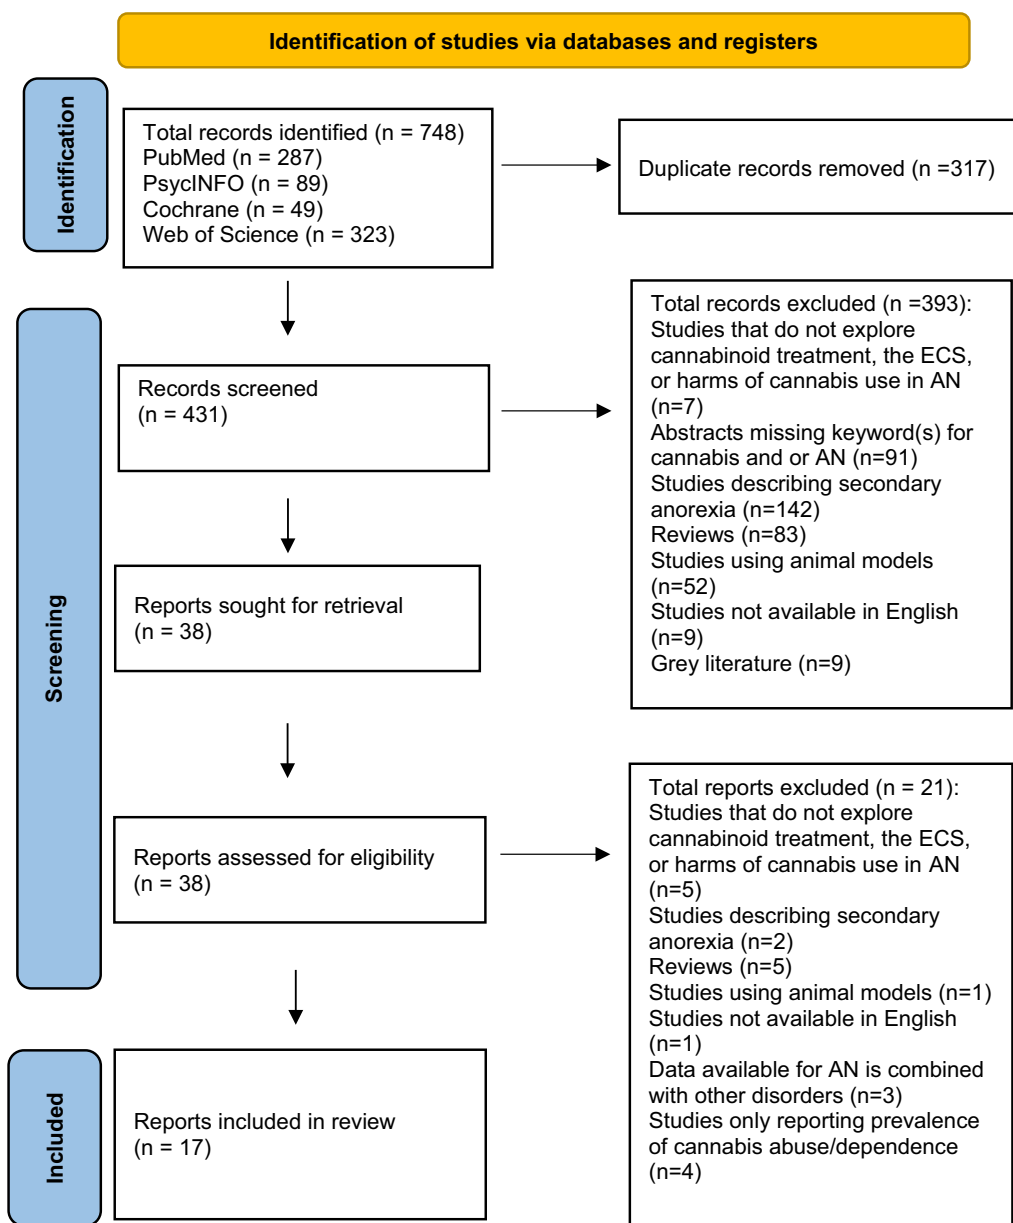 Identification of studies via databases and registers
Identification
Total records identified (n = 748)
PubMed (n = 287)
PsycINFO (n = 89)
Cochrane (n = 49)
Web of Science (n = 323)
Duplicate records removed (n =317)
Screening
Records screened
(n = 431)
Total records excluded (n =393):
Studies that do not explore
cannabinoid treatment, the ECS,
or harms of cannabis use in AN
(n=7)
Abstracts missing keyword(s) for
cannabis and or AN (n=91)
Studies describing secondary
anorexia (n=142)
Reviews (n=83)
Studies using animal models
(n=52)
Studies not available in English
(n=9)
Grey literature (n=9)
Reports sought for retrieval
(n = 38)
Reports assessed for eligibility
(n = 38)
Total reports excluded (n = 21):
Studies that do not explore
cannabinoid treatment, the ECS,
or harms of cannabis use in AN
(n=5)
Studies describing secondary
anorexia (n=2)
Reviews (n=5)
Studies using animal models (n=1)
Studies not available in English
(n=1)
Data available for AN is combined
with other disorders (n=3)
Studies only reporting prevalence
of cannabis abuse/dependence
(n=4)
Included
Reports included in review
(n = 17)